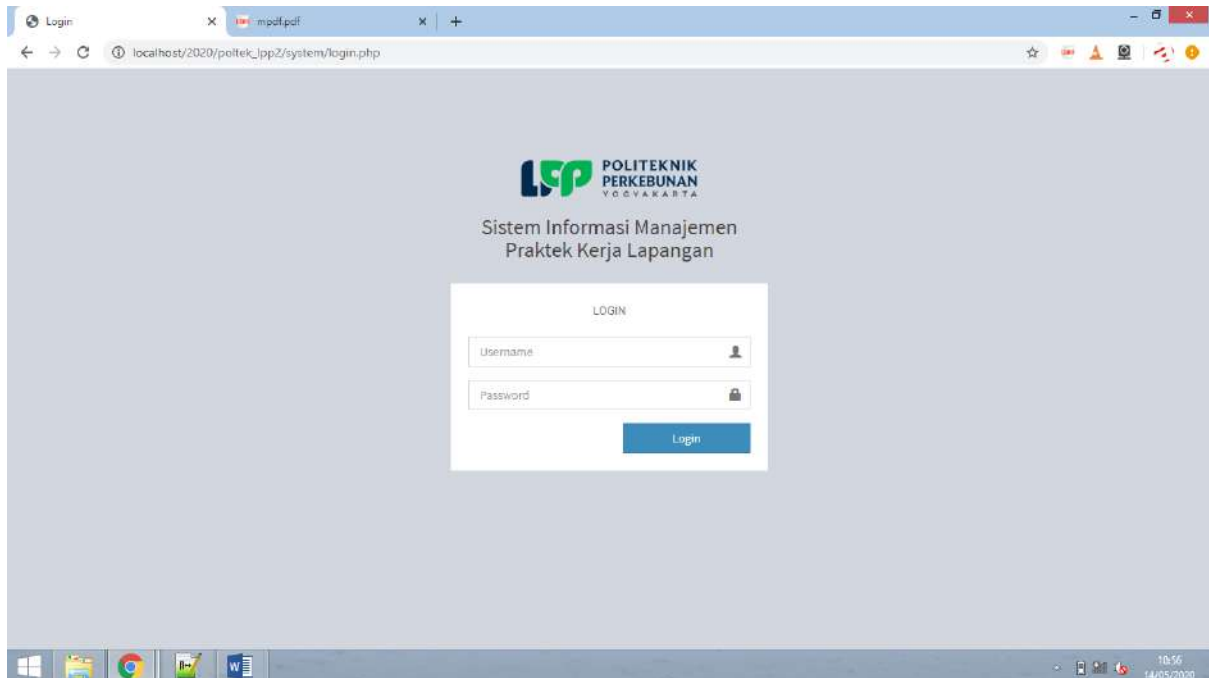 Login
mpdf.pdf
localhost/2020/poltek_lpp2/system/login.php
LPP
POLITEKNIK
PERKEBUNAN
YOGYAKARTA
Sistem Informasi Manajemen
Praktek Kerja Lapangan
LOGIN
Username
Password
Login
10:56
14/05/2020